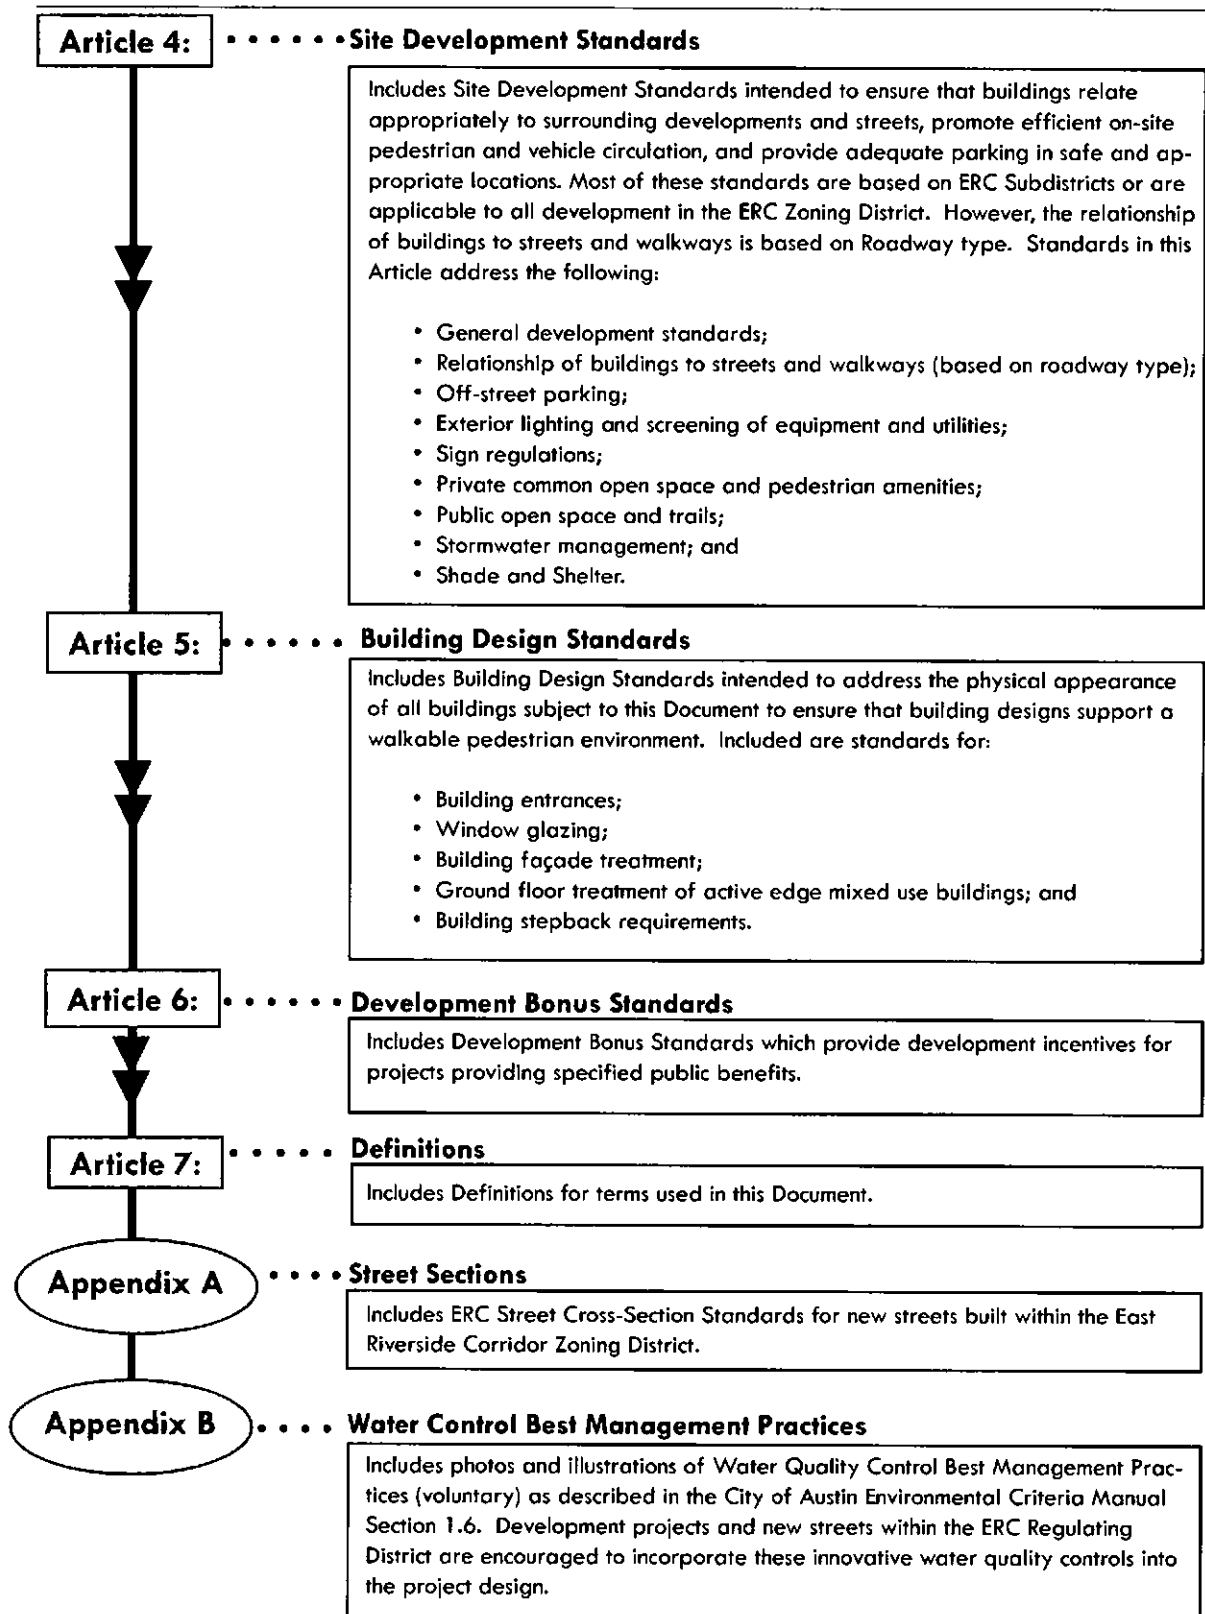 Article 4: • • • • • • Site Development Standards
Includes Site Development Standards intended to ensure that buildings relate
appropriately to surrounding developments and streets, promote efficient on-site
pedestrian and vehicle circulation, and provide adequate parking in safe and ap-
propriate locations. Most of these standards are based on ERC Subdistricts or are
applicable to all development in the ERC Zoning District. However, the relationship
of buildings to streets and walkways is based on Roadway type. Standards in this
Article address the following:
• General development standards;
• Relationship of buildings to streets and walkways (based on roadway type);
• Off-street parking;
• Exterior lighting and screening of equipment and utilities;
• Sign regulations;
• Private common open space and pedestrian amenities;
• Public open space and trails;
• Stormwater management; and
• Shade and Shelter.
Article 5: • • • • • • Building Design Standards
Includes Building Design Standards intended to address the physical appearance
of all buildings subject to this Document to ensure that building designs support a
walkable pedestrian environment. Included are standards for:
• Building entrances;
• Window glazing;
• Building façade treatment;
• Ground floor treatment of active edge mixed use buildings; and
• Building stepback requirements.
Article 6: • • • • • • Development Bonus Standards
Includes Development Bonus Standards which provide development incentives for
projects providing specified public benefits.
Article 7: • • • • • Definitions
Includes Definitions for terms used in this Document.
Appendix A • • • • Street Sections
Includes ERC Street Cross-Section Standards for new streets built within the East
Riverside Corridor Zoning District.
Appendix B • • • • Water Control Best Management Practices
Includes photos and illustrations of Water Quality Control Best Management Prac-
tices (voluntary) as described in the City of Austin Environmental Criteria Manual
Section 1.6. Development projects and new streets within the ERC Regulating
District are encouraged to incorporate these innovative water quality controls into
the project design.